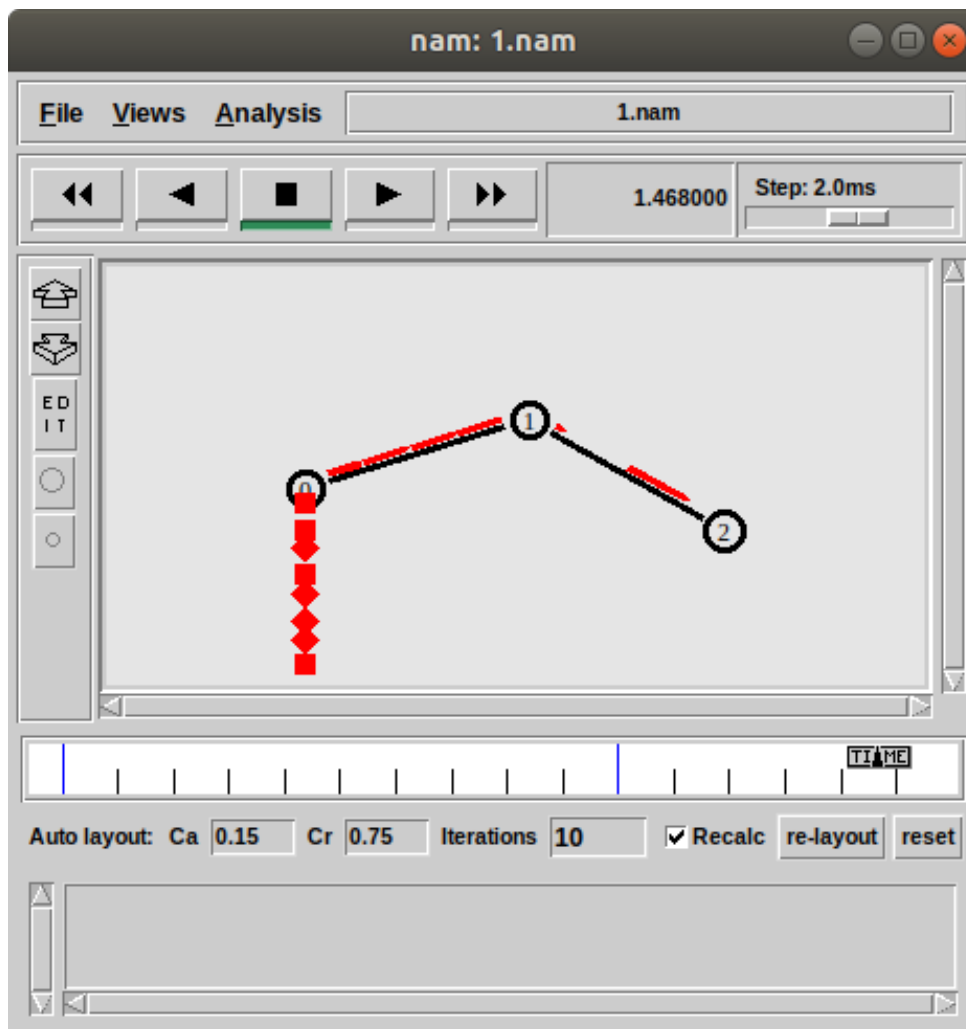 nam: 1.nam
File Views Analysis 1.nam
1.468000 Step: 2.0ms
ED
IT
1
0
2
TIME
Auto layout: Ca 0.15 Cr 0.75 Iterations 10 Recalc re-layout reset